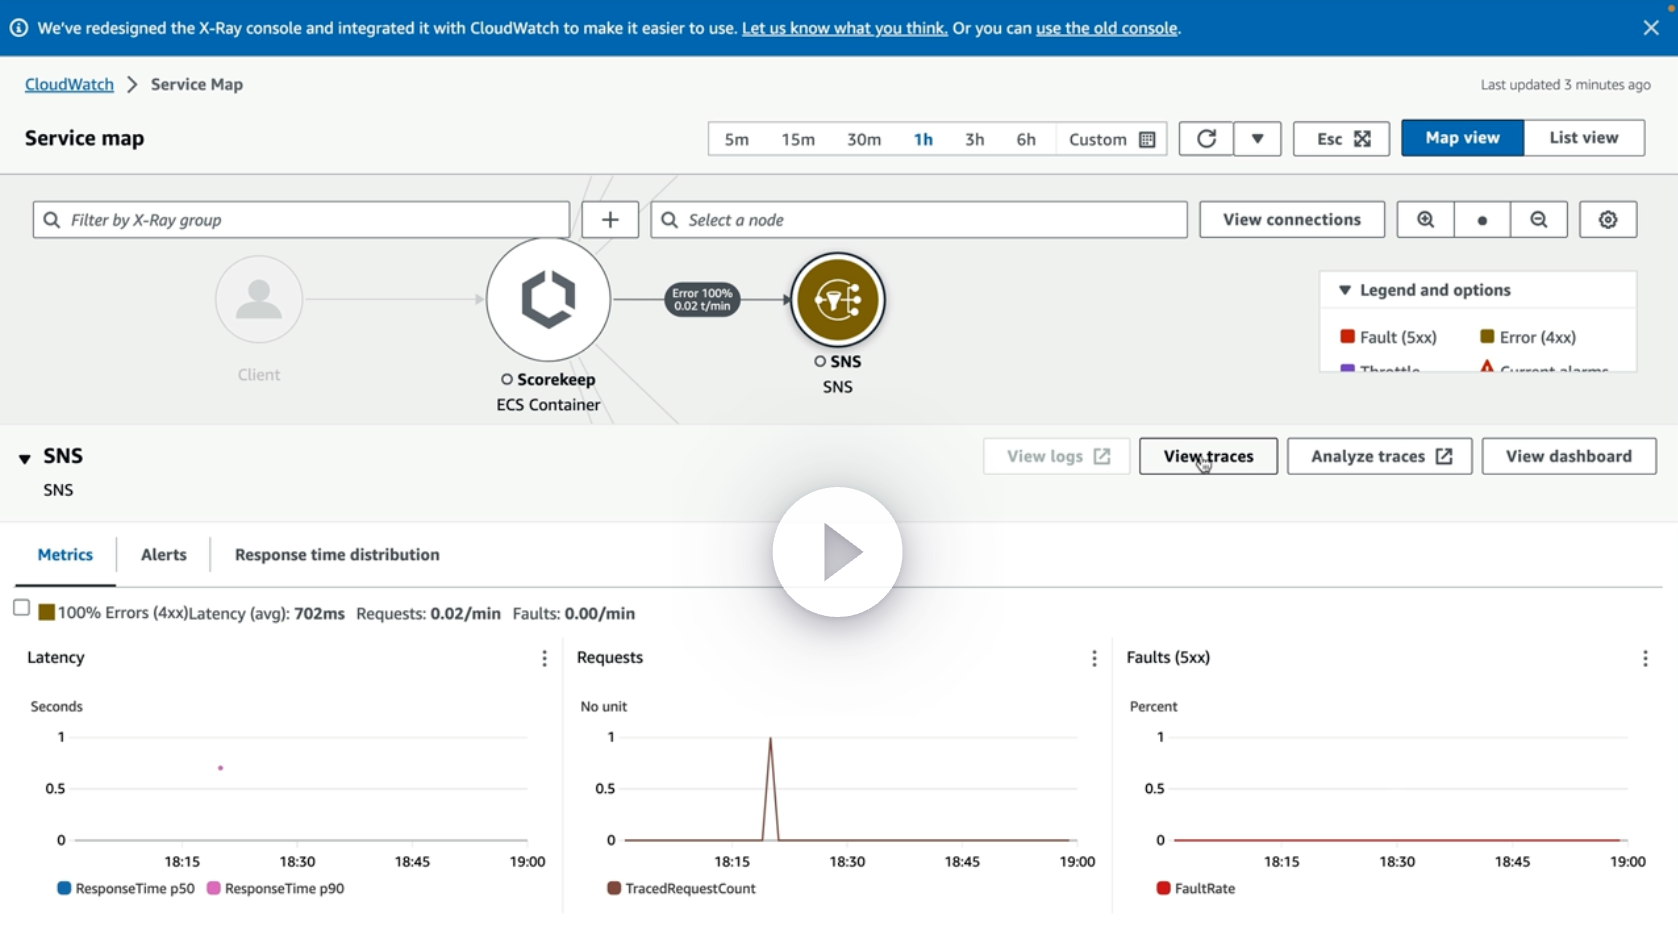 We've redesigned the X-Ray console and integrated it with CloudWatch to make it easier to use. Let us know what you think. Or you can use the old console.
CloudWatch > Service Map
Last updated 3 minutes ago
Service map
5m 15m 30m 1h 3h 6h Custom
Esc
Map view
List view
Filter by X-Ray group
+
Select a node
View connections
Legend and options
Fault (5xx)
Error (4xx)
Throttle
Current alarms
Error 100%
0.02 t/min
Client
Scorekeep
ECS Container
SNS
SNS
SNS
SNS
View logs
View traces
Analyze traces
View dashboard
Metrics
Alerts
Response time distribution
100% Errors (4xx)Latency (avg): 702ms Requests: 0.02/min Faults: 0.00/min
Latency
Seconds
1
0.5
0
18:15 18:30 18:45 19:00
ResponseTime p50 ResponseTime p90
Requests
No unit
1
0.5
0
18:15 18:30 18:45 19:00
TracedRequestCount
Faults (5xx)
Percent
1
0.5
0
18:15 18:30 18:45 19:00
FaultRate